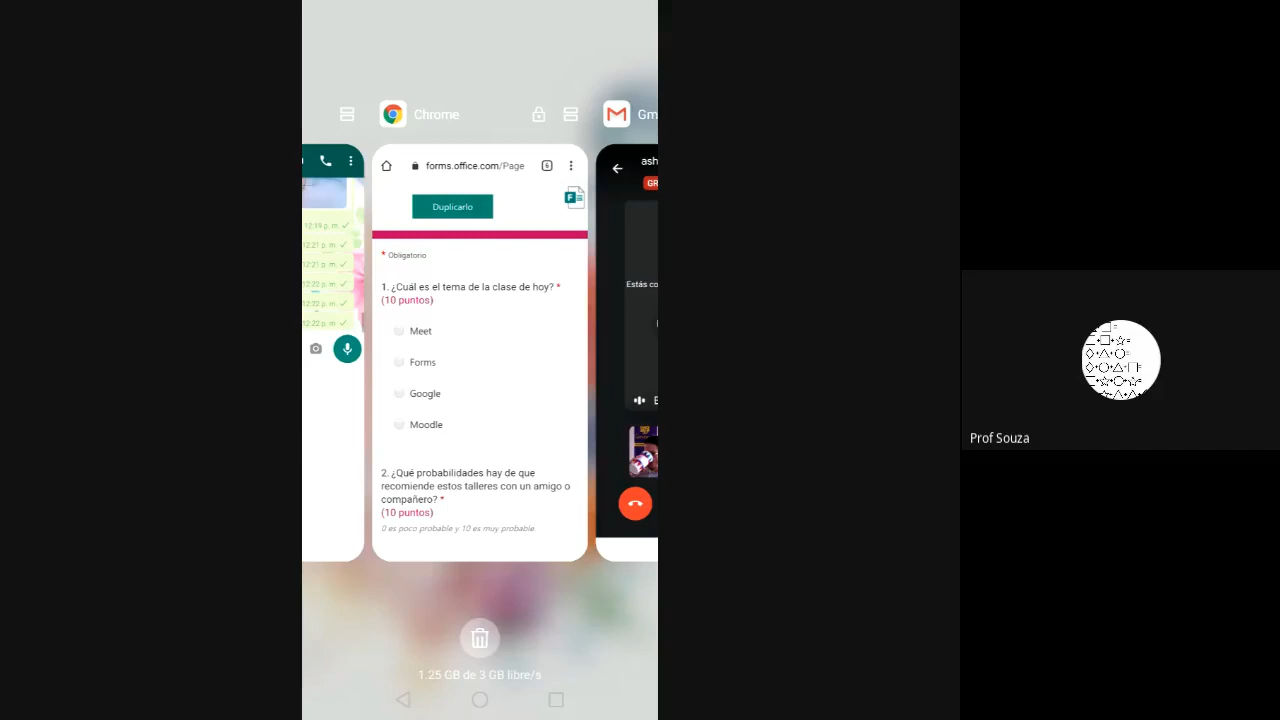 Chrome
Gm
ash
GR
forms.office.com/Page
6
Duplicarlo
F
* Obligatorio
1. ¿Cuál es el tema de la clase de hoy? *
(10 puntos)
Meet
Forms
Google
Moodle
2. ¿Qué probabilidades hay de que
recomiende estos talleres con un amigo o
compañero? *
(10 puntos)
0 es poco probable y 10 es muy probable.
12:19 p. m.
12:21 p. m.
12:21 p. m.
12:22 p. m.
12:22 p. m.
12:22 p. m.
Estás co
E
1.25 GB de 3 GB libre/s
Prof Souza